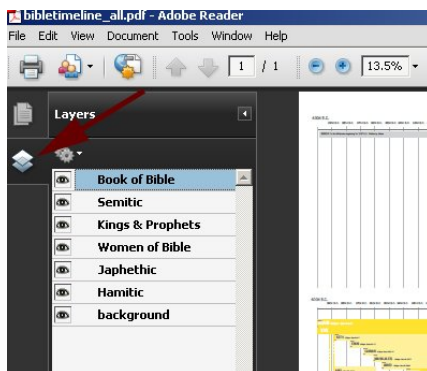 bibletimeline_all.pdf - Adobe Reader
File Edit View Document Tools Window Help
1 / 1 13.5%
Layers
Book of Bible
Semitic
Kings & Prophets
Women of Bible
Japhethic
Hamitic
background